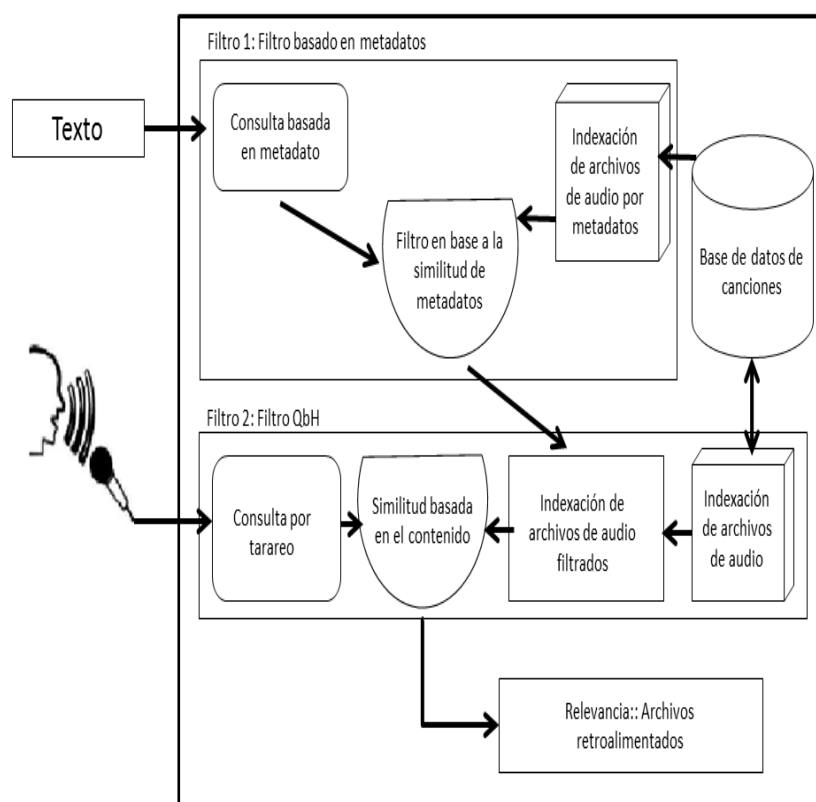 Filtro 1: Filtro basado en metadatos
Texto
Consulta basada
en metadato
Indexación
de archivos
de audio por
metadatos
Filtro en base a la
similitud de
metadatos
Base de datos de
canciones
Filtro 2: Filtro QbH
Consulta por
tarareo
Similitud basada
en el contenido
Indexación de
archivos de audio
filtrados
Indexación
de archivos
de audio
Relevancia:: Archivos
retroalimentados